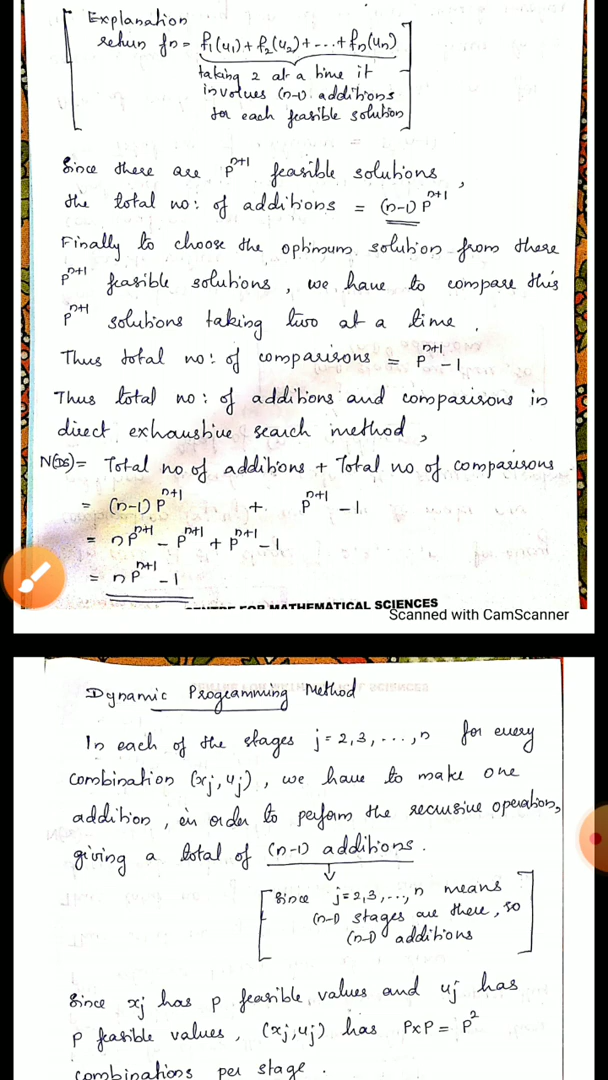 Explanation
return fn = f₁(u₁) + f₂(u₂) + ... + fn(un)
taking 2 at a time it
involves (n-1) additions
for each feasible solution
Since there are p^{n+1} feasible solutions,
the total no: of additions = (n-1) p^{n+1}
Finally to choose the optimum solution from these
p^{n+1} feasible solutions, we have to compare this
p^{n+1} solutions taking two at a time.
Thus total no: of comparisons = p^{n+1} - 1
Thus total no: of additions and comparisons in
direct exhaustive search method,
N(DS) = Total no of additions + Total no of comparisons
= (n-1) p^{n+1} + p^{n+1} - 1
= n p^{n+1} - p^{n+1} + p^{n+1} - 1
= n p^{n+1} - 1
FOR MATHEMATICAL SCIENCES
Scanned with CamScanner
Dynamic Programming Method
In each of the stages j = 2, 3, ..., n for every
combination (xj, uj), we have to make one
addition, in order to perform the recursive operation,
giving a total of (n-1) additions.
Since j = 2, 3, ..., n means
(n-1) stages are there, so
(n-1) additions
Since xj has p feasible values and uj has
p feasible values, (xj, uj) has P×P = p²
combinations per stage.